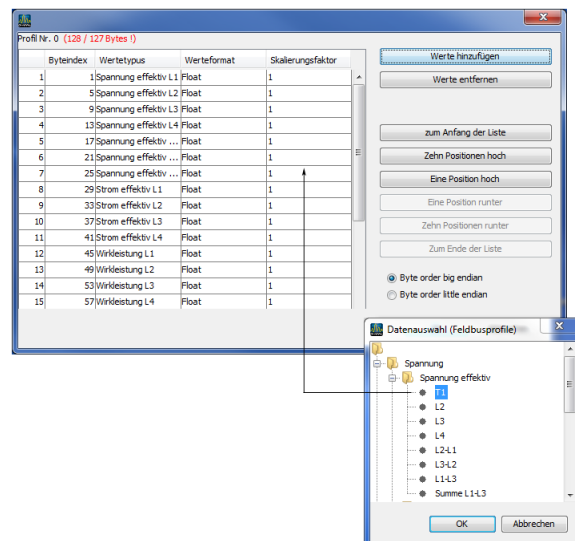 Profil Nr. 0 (128 / 127 Bytes !)
Byteindex Wertetypus Werteformat Skalierungsfaktor
1 1 Spannung effektiv L1 Float 1
2 5 Spannung effektiv L2 Float 1
3 9 Spannung effektiv L3 Float 1
4 13 Spannung effektiv L4 Float 1
5 17 Spannung effektiv ... Float 1
6 21 Spannung effektiv ... Float 1
7 25 Spannung effektiv ... Float 1
8 29 Strom effektiv L1 Float 1
9 33 Strom effektiv L2 Float 1
10 37 Strom effektiv L3 Float 1
11 41 Strom effektiv L4 Float 1
12 45 Wirkleistung L1 Float 1
13 49 Wirkleistung L2 Float 1
14 53 Wirkleistung L3 Float 1
15 57 Wirkleistung L4 Float 1
Werte hinzufügen
Werte entfernen
zum Anfang der Liste
Zehn Positionen hoch
Eine Position hoch
Eine Position runter
Zehn Positionen runter
Zum Ende der Liste
Byte order big endian
Byte order little endian
Datenauswahl (Feldbusprofile)
Spannung
Spannung effektiv
L2
L3
L4
L2-L1
L3-L2
L1-L3
Summe L1-L3
OK Abbrechen